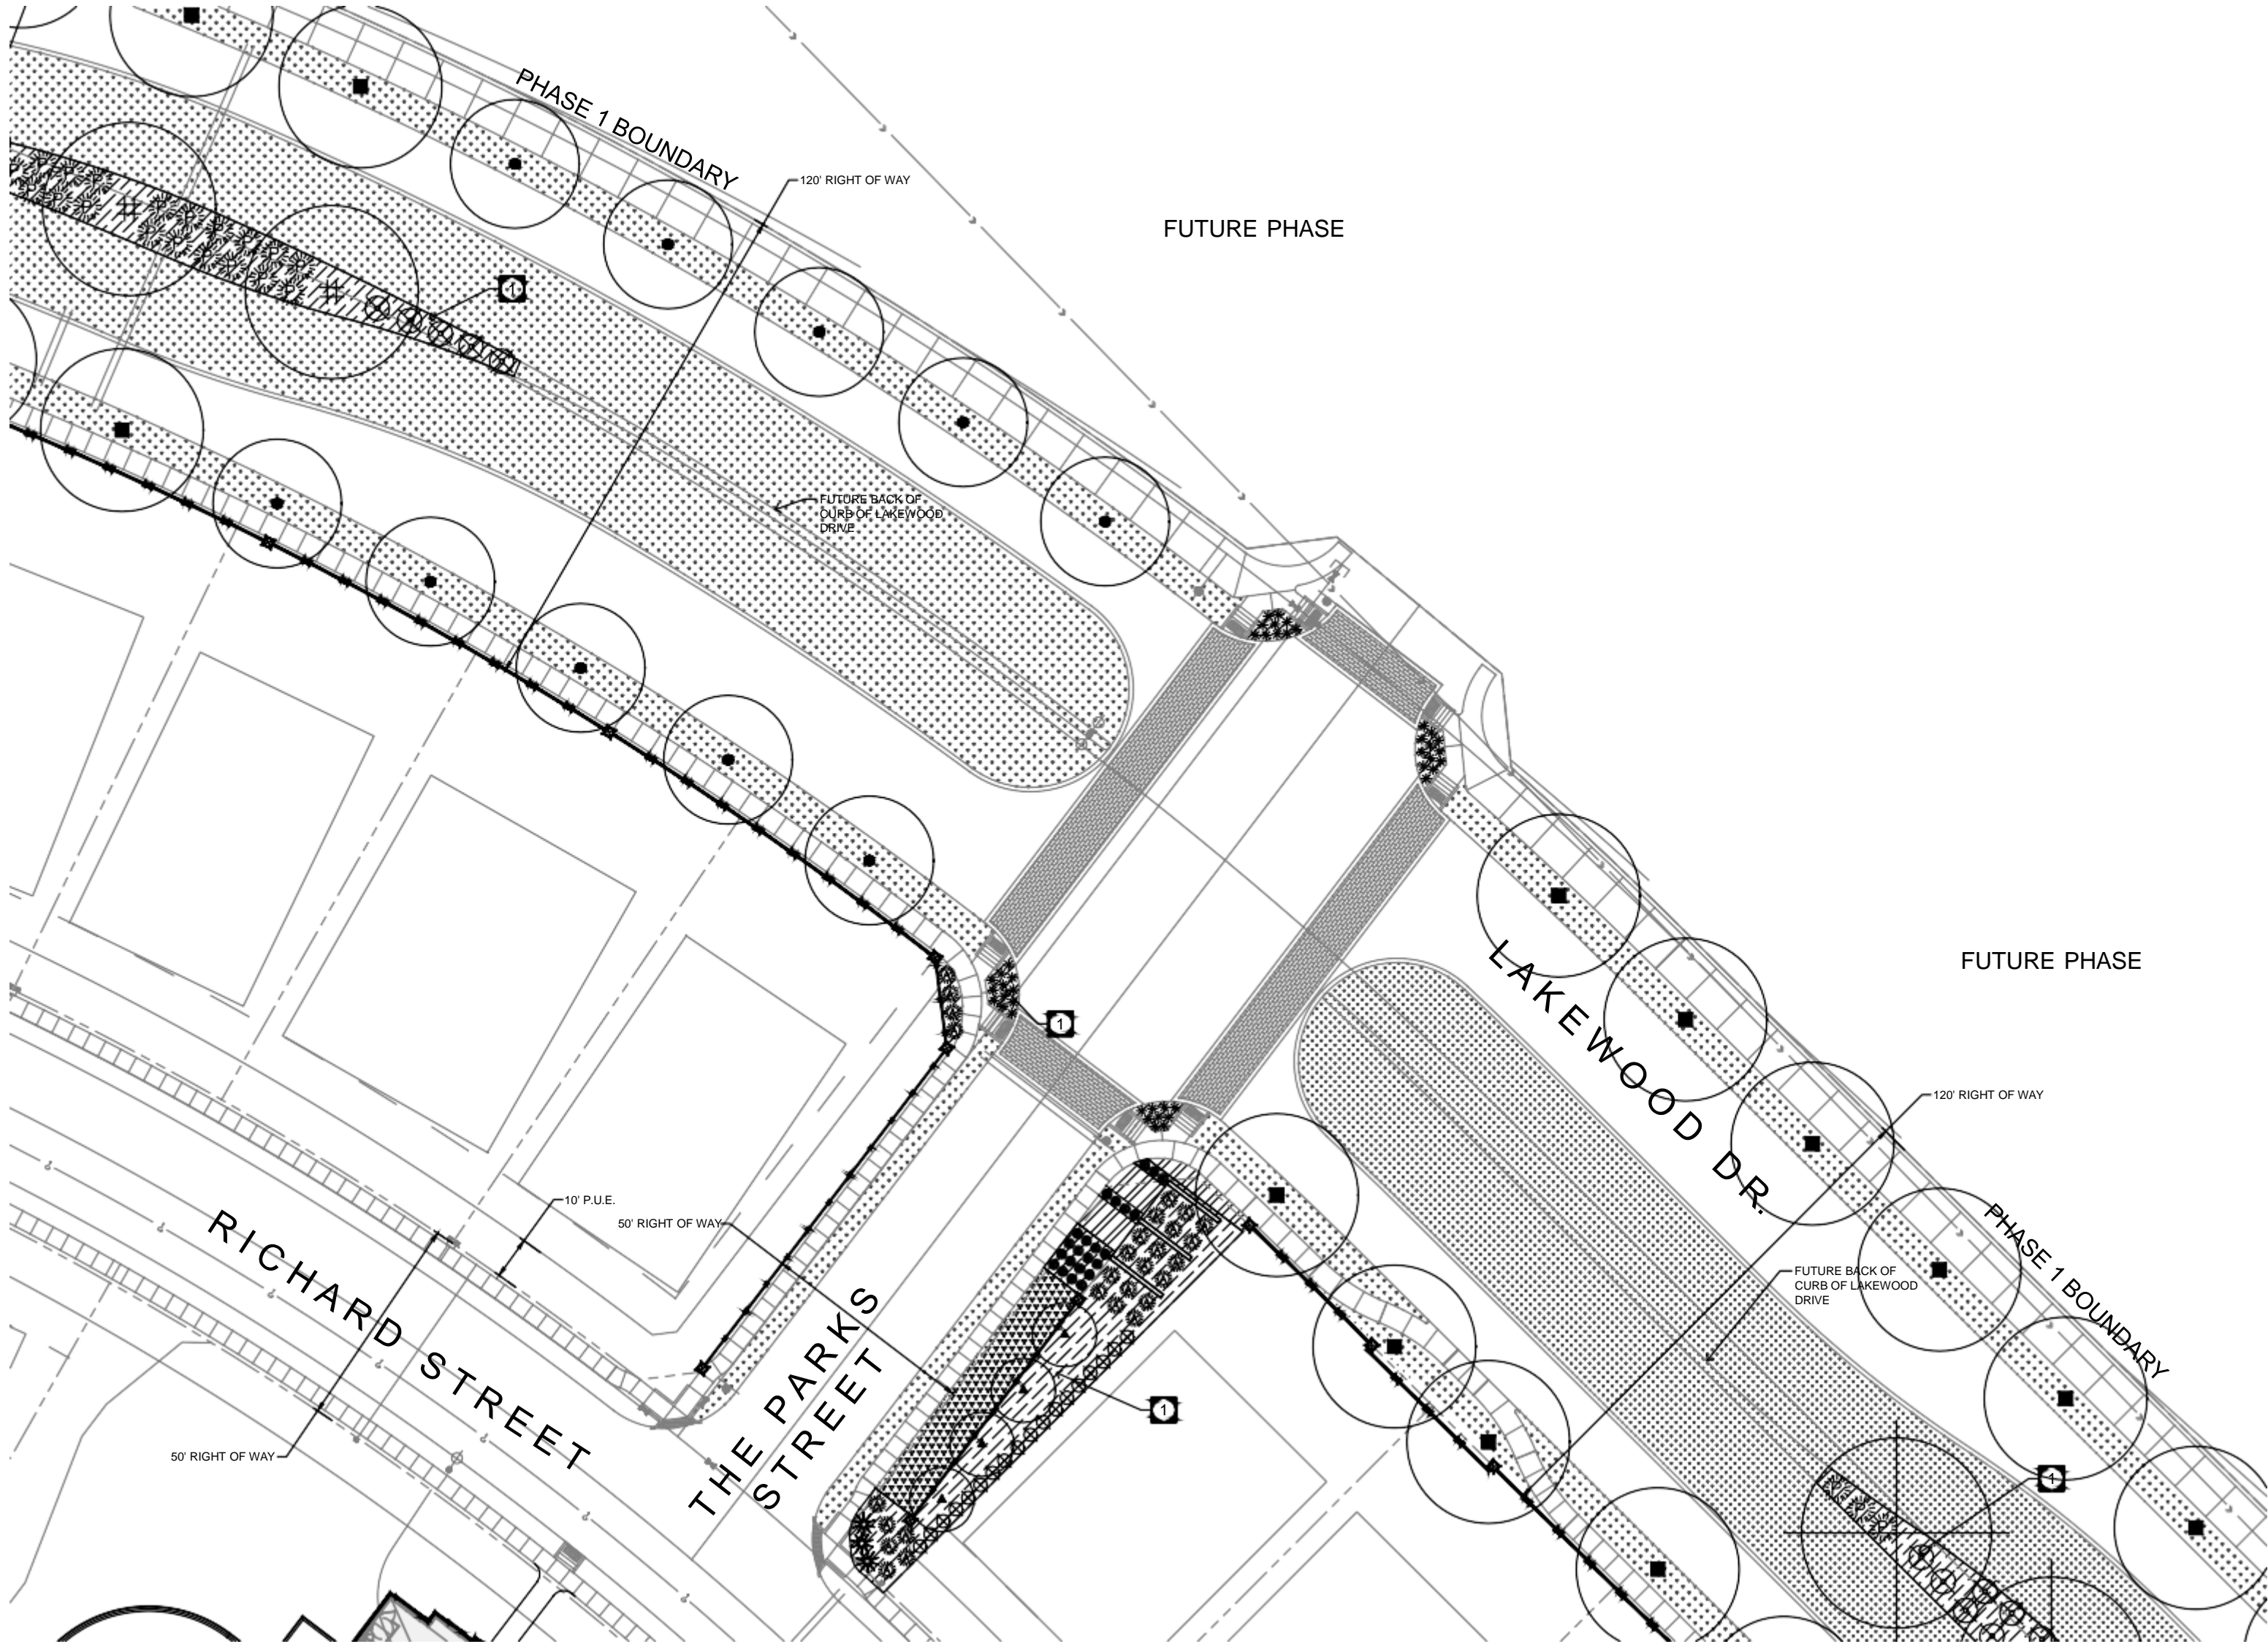 PHASE 1 BOUNDARY
120' RIGHT OF WAY
FUTURE PHASE
1
FUTURE BACK OF
CURB OF LAKEWOOD
DRIVE
LAKEWOOD DR.
FUTURE PHASE
1
120' RIGHT OF WAY
10' P.U.E.
50' RIGHT OF WAY
RICHARD STREET
THE PARKS
STREET
PHASE 1 BOUNDARY
FUTURE BACK OF
CURB OF LAKEWOOD
DRIVE
1
50' RIGHT OF WAY
1